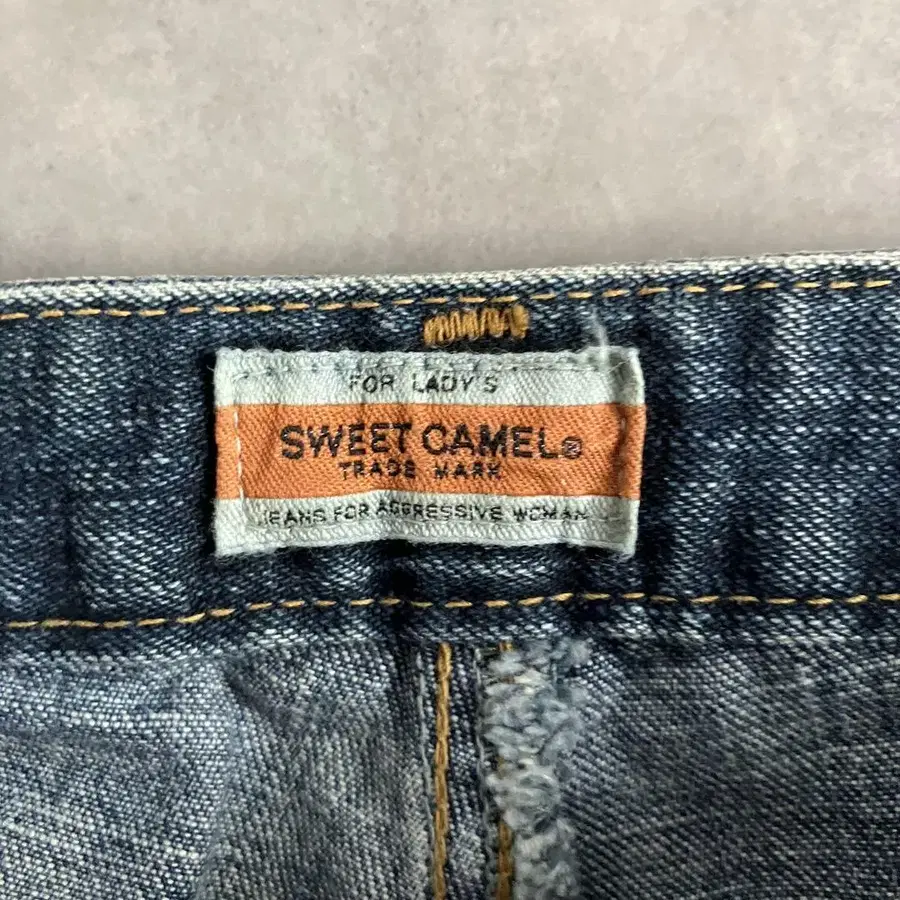 FOR LADY'S
SWEET CAMEL®
TRADE MARK
JEANS FOR AGGRESSIVE WOMAN